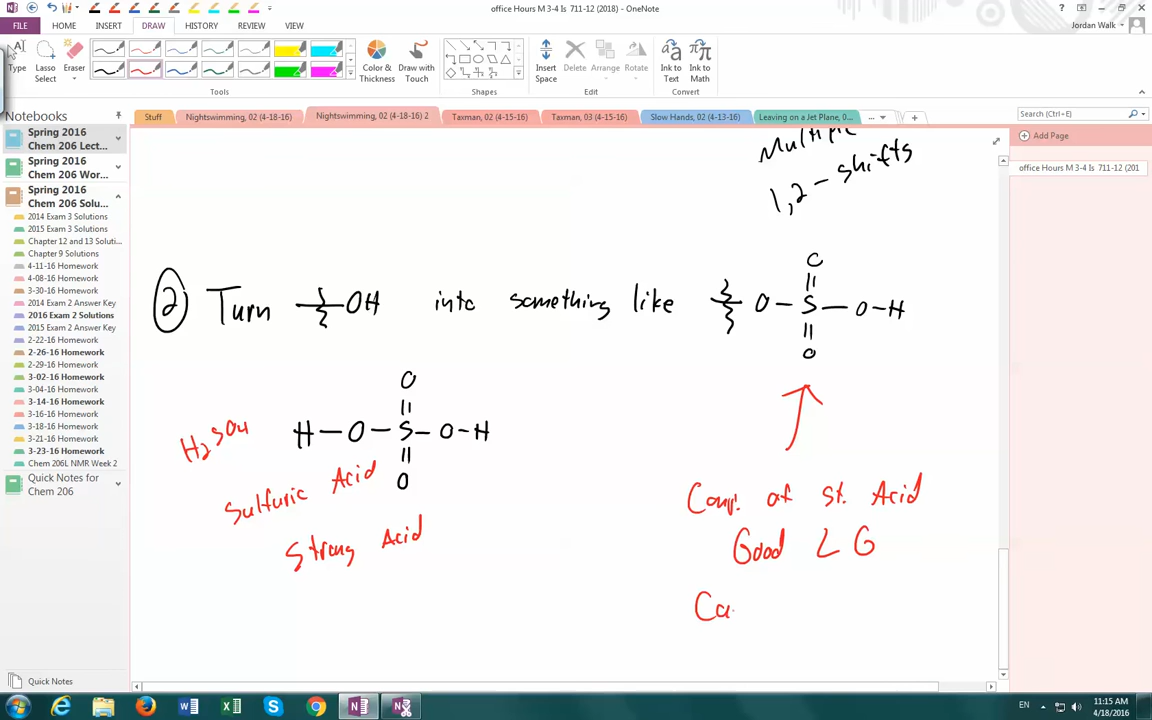 office Hours M 3-4 Is 711-12 (2018) - OneNote
Jordan Walk
FILE HOME INSERT DRAW HISTORY REVIEW VIEW
Type
Lasso Select
Eraser
Color & Thickness
Draw with Touch
Insert Space
Delete
Arrange
Rotate
Ink to Text
Ink to Math
Tools
Shapes
Edit
Convert
Notebooks
Stuff
Nightswimming, 02 (4-18-16)
Nightswimming, 02 (4-18-16) 2
Taxman, 02 (4-15-16)
Taxman, 03 (4-15-16)
Slow Hands, 02 (4-13-16)
Leaving on a Jet Plane, 0...
...
Search (Ctrl+E)
Add Page
office Hours M 3-4 Is 711-12 (201
Spring 2016
Chem 206 Lect...
Spring 2016
Chem 206 Wor...
Spring 2016
Chem 206 Solu...
2014 Exam 3 Solutions
2015 Exam 3 Solutions
Chapter 12 and 13 Soluti...
Chapter 9 Solutions
4-11-16 Homework
4-08-16 Homework
3-30-16 Homework
2014 Exam 2 Answer Key
2016 Exam 2 Solutions
2015 Exam 2 Answer Key
2-22-16 Homework
2-26-16 Homework
2-29-16 Homework
3-02-16 Homework
3-04-16 Homework
3-14-16 Homework
3-16-16 Homework
3-18-16 Homework
3-21-16 Homework
3-23-16 Homework
Chem 206L NMR Week 2
Quick Notes for
Chem 206
Quick Notes
Multiple
1,2 - shifts
2 Turn OH into something like O-S-O-H
O
O
H-O-S-O-H
O
H2SO4
Sulfuric Acid
Strong Acid
Conj. of st. Acid
Good LG
Ca
EN
11:15 AM
4/18/2016